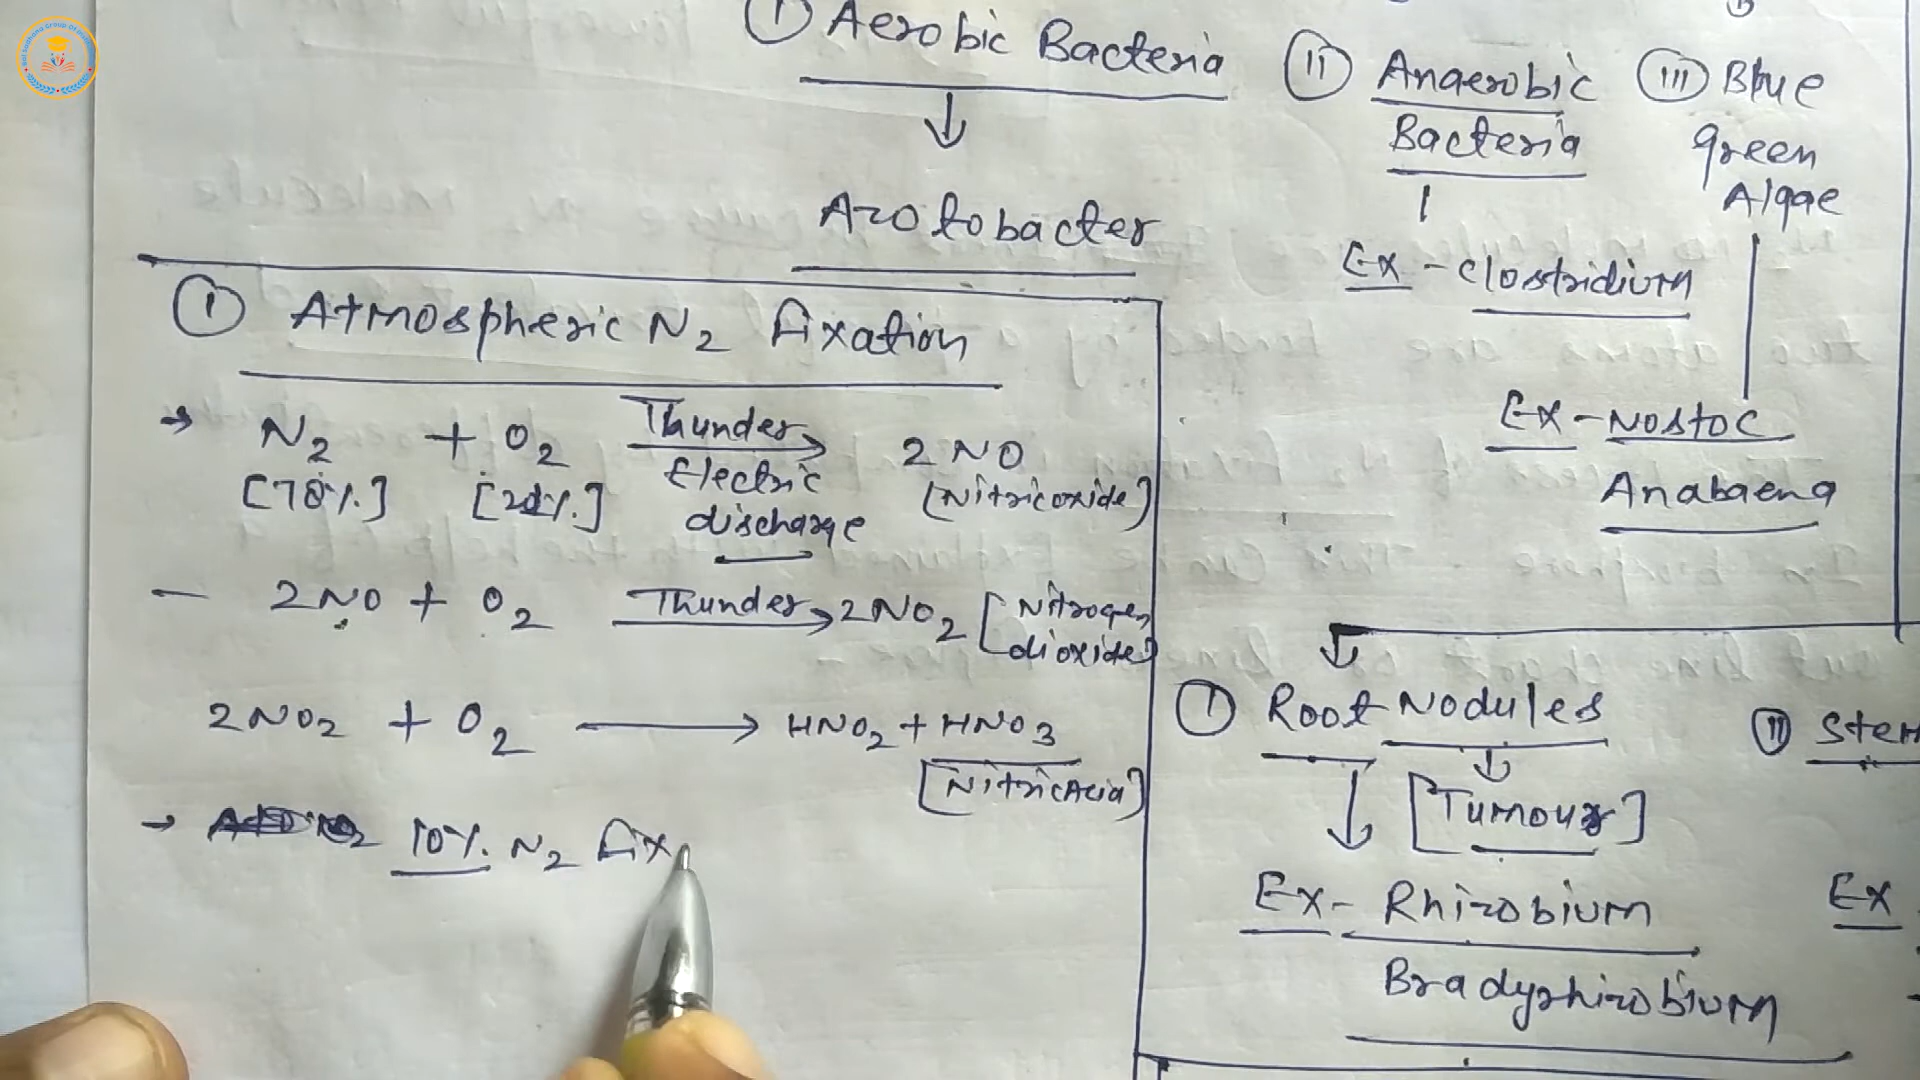 ① Aerobic Bacteria
↓
Azotobacter
ⓘⓘ Anaerobic
Bacteria
Ex - Clostridium
ⓘⓘⓘ Blue
green
Algae
Ex - Nostoc
Anabaena
① Atmospheric N₂ fixation
→ N₂ + O₂ Thunder → 2NO
[78%] [21%] Electric discharge [Nitric oxide]
— 2NO + O₂ Thunder → 2NO₂ [Nitrogen dioxide]
2NO₂ + O₂ → HNO₂ + HNO₃
[Nitric Acid]
→ 10% N₂ fix
① Root Nodules
[Tumour]
Ex - Rhizobium
Bradyrhizobium
ⓘⓘ Stem
Ex